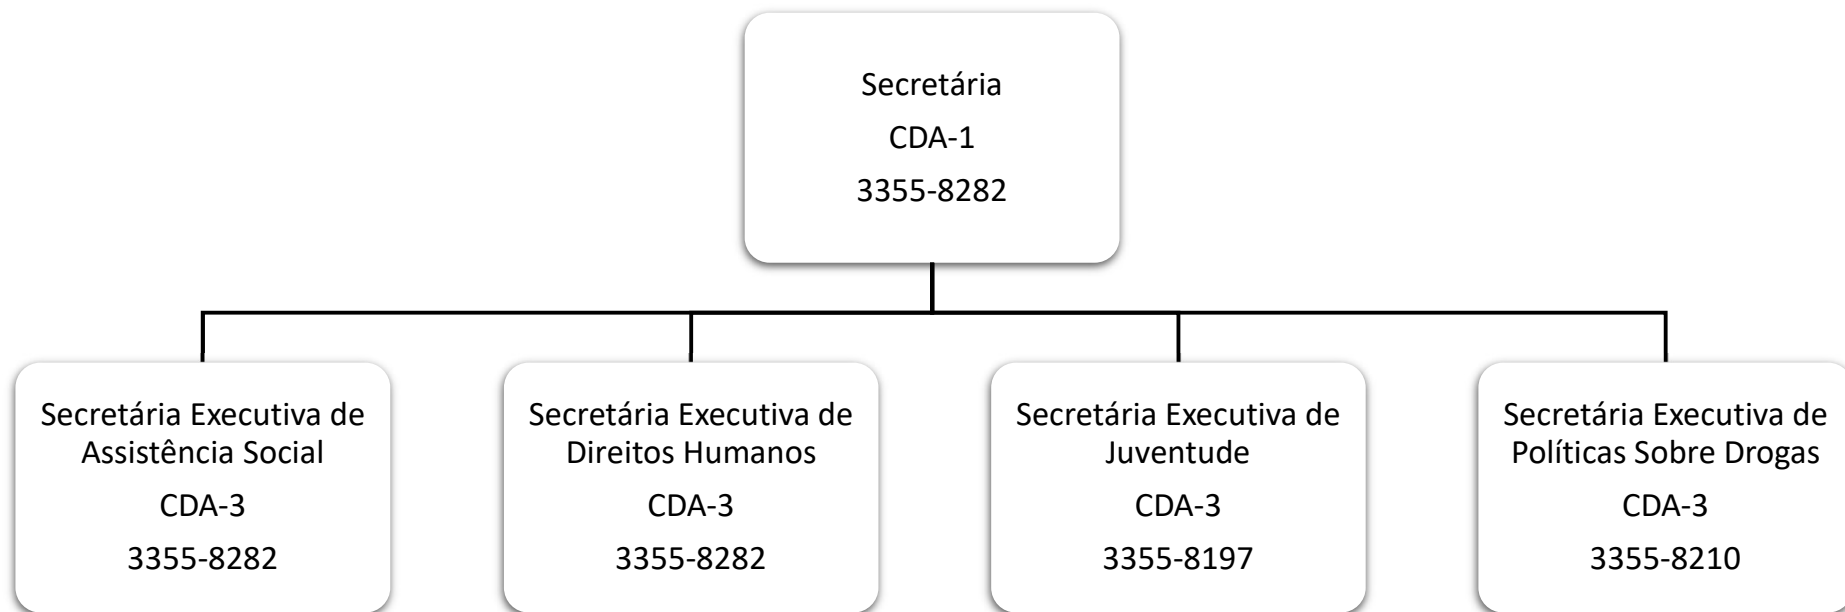 Secretária
CDA-1
3355-8282
Secretária Executiva de
Assistência Social
CDA-3
3355-8282
Secretária Executiva de
Direitos Humanos
CDA-3
3355-8282
Secretária Executiva de
Juventude
CDA-3
3355-8197
Secretária Executiva de
Políticas Sobre Drogas
CDA-3
3355-8210